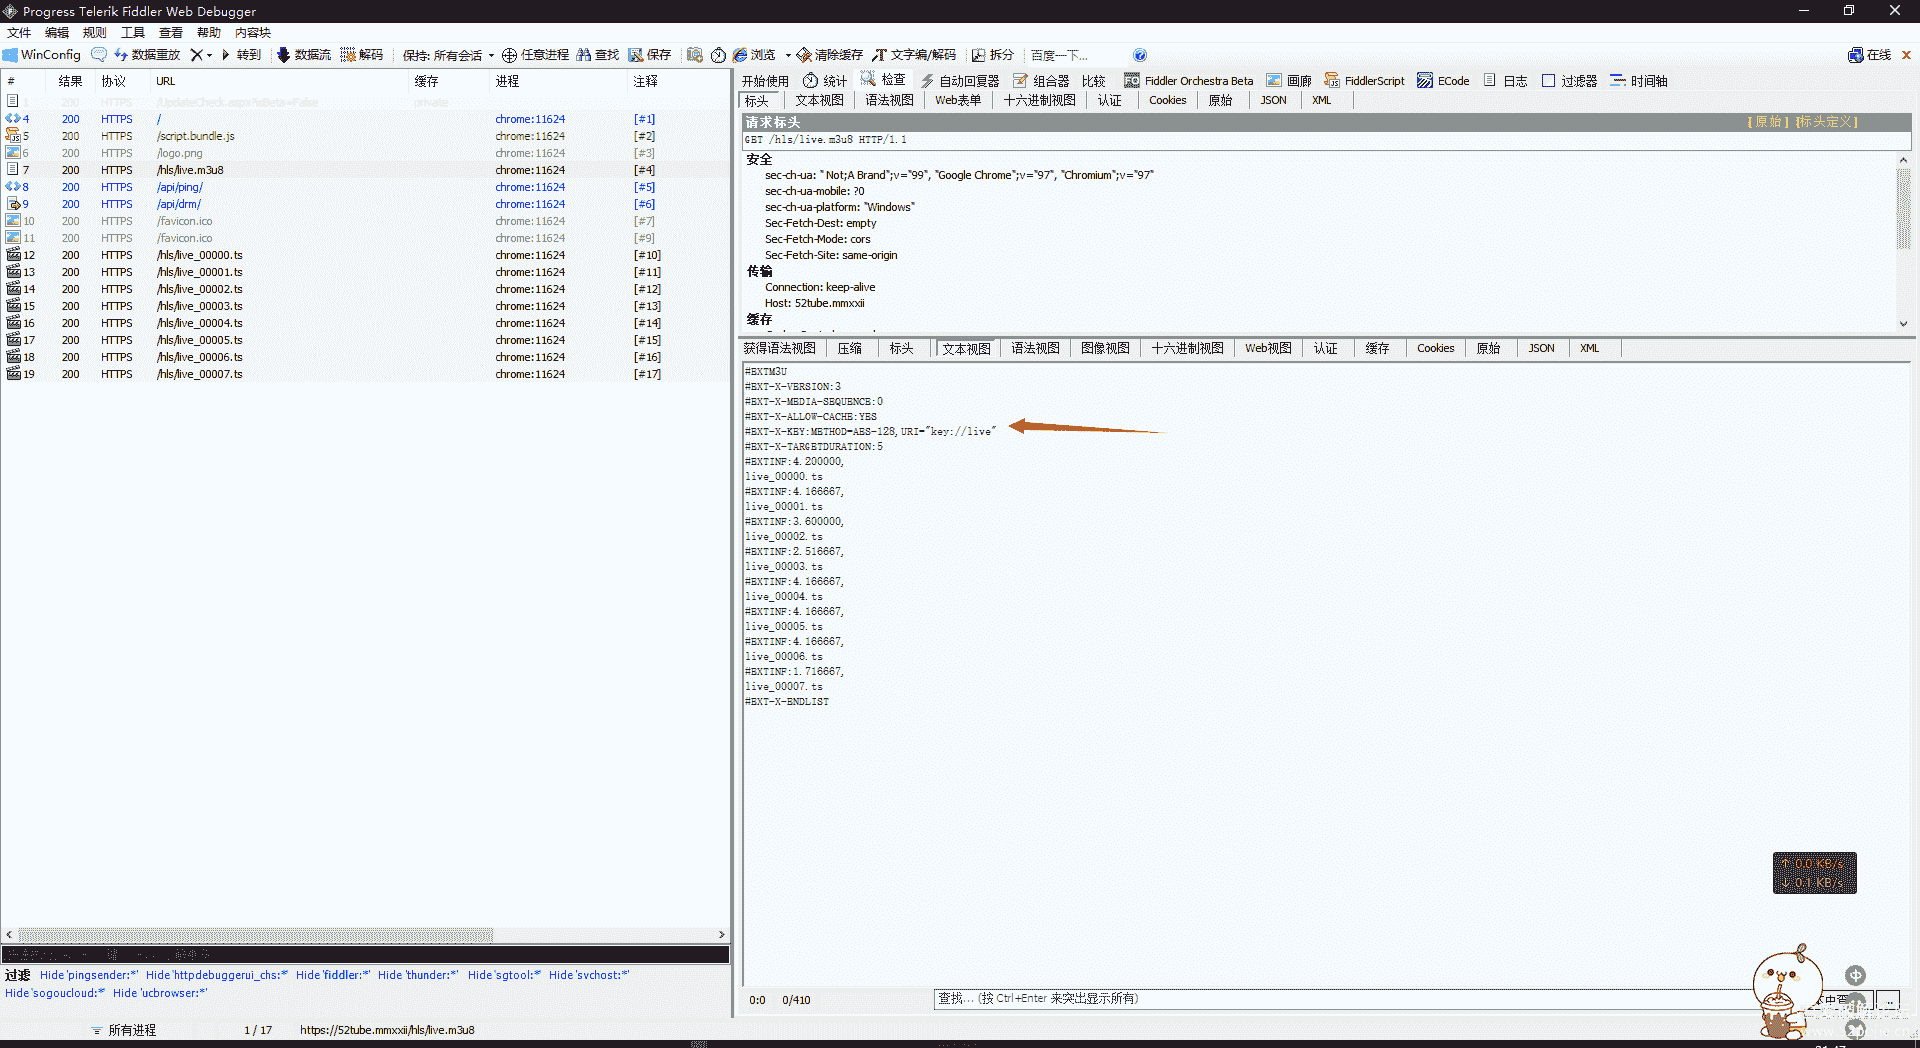 Progress Telerik Fiddler Web Debugger
文件 编辑 规则 工具 查看 帮助 内容块
WinConfig 数据重放 转到 数据流 解码 保持: 所有会话 任意进程 查找 保存 浏览 清除缓存 文字编/解码 拆分 百度一下... 在线
# 结果 协议 URL 缓存 进程 注释
1 200 HTTPS /UpdateCheck.aspx?isBeta=False private
4 200 HTTPS / chrome:11624 [#1]
5 200 HTTPS /script.bundle.js chrome:11624 [#2]
6 200 HTTPS /logo.png chrome:11624 [#3]
7 200 HTTPS /hls/live.m3u8 chrome:11624 [#4]
8 200 HTTPS /api/ping/ chrome:11624 [#5]
9 200 HTTPS /api/drm/ chrome:11624 [#6]
10 200 HTTPS /favicon.ico chrome:11624 [#7]
11 200 HTTPS /favicon.ico chrome:11624 [#9]
12 200 HTTPS /hls/live_00000.ts chrome:11624 [#10]
13 200 HTTPS /hls/live_00001.ts chrome:11624 [#11]
14 200 HTTPS /hls/live_00002.ts chrome:11624 [#12]
15 200 HTTPS /hls/live_00003.ts chrome:11624 [#13]
16 200 HTTPS /hls/live_00004.ts chrome:11624 [#14]
17 200 HTTPS /hls/live_00005.ts chrome:11624 [#15]
18 200 HTTPS /hls/live_00006.ts chrome:11624 [#16]
19 200 HTTPS /hls/live_00007.ts chrome:11624 [#17]
过滤 Hide 'pingsender:*' Hide 'httpdebuggerui_chs:*' Hide 'fiddler:*' Hide 'thunder:*' Hide 'sgtool:*' Hide 'svchost:*'
Hide 'sogoucloud:*' Hide 'ucbrowser:*'
所有进程 1 / 17 https://52tube.mmxxii/hls/live.m3u8
开始使用 统计 检查 自动回复器 组合器 比较 Fiddler Orchestra Beta 画廊 FiddlerScript ECode 日志 过滤器 时间轴
标头 文本视图 语法视图 Web表单 十六进制视图 认证 Cookies 原始 JSON XML
请求标头 [原始] [标头定义]
GET /hls/live.m3u8 HTTP/1.1
安全
sec-ch-ua: " Not;A Brand";v="99", "Google Chrome";v="97", "Chromium";v="97"
sec-ch-ua-mobile: ?0
sec-ch-ua-platform: "Windows"
Sec-Fetch-Dest: empty
Sec-Fetch-Mode: cors
Sec-Fetch-Site: same-origin
传输
Connection: keep-alive
Host: 52tube.mmxxii
缓存
获得语法视图 压缩 标头 文本视图 语法视图 图像视图 十六进制视图 Web视图 认证 缓存 Cookies 原始 JSON XML
#EXTM3U
#EXT-X-VERSION:3
#EXT-X-MEDIA-SEQUENCE:0
#EXT-X-ALLOW-CACHE:YES
#EXT-X-KEY:METHOD=AES-128,URI="key://live"
#EXT-X-TARGETDURATION:5
#EXTINF:4.200000,
live_00000.ts
#EXTINF:4.166667,
live_00001.ts
#EXTINF:3.600000,
live_00002.ts
#EXTINF:2.516667,
live_00003.ts
#EXTINF:4.166667,
live_00004.ts
#EXTINF:4.166667,
live_00005.ts
#EXTINF:4.166667,
live_00006.ts
#EXTINF:1.716667,
live_00007.ts
#EXT-X-ENDLIST
↑ 0.0 KB/s
↓ 0.1 KB/s
中
0:0 0/410 查找... (按 Ctrl+Enter 来突出显示所有)